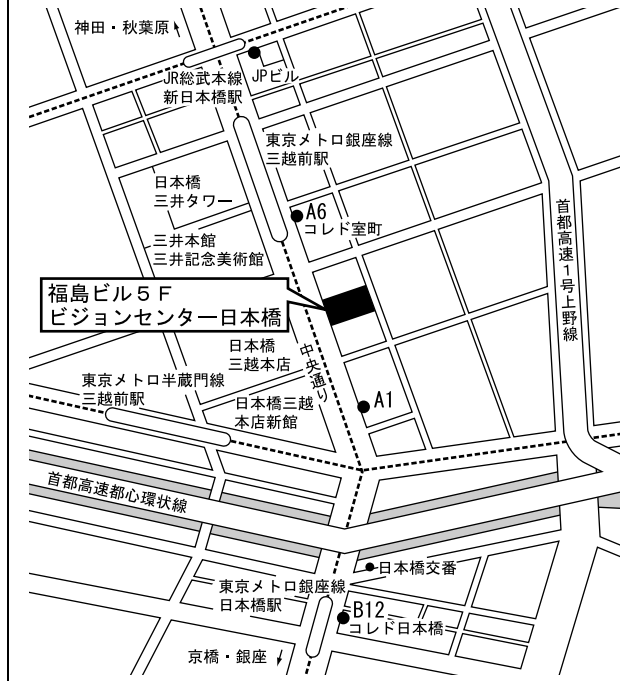 神田・秋葉原
JR総武本線
新日本橋駅
JPビル
東京メトロ銀座線
三越前駅
日本橋
三井タワー
A6
コレド室町
三井本館
三井記念美術館
首都高速1号上野線
福島ビル5F
ビジョンセンター日本橋
日本橋
三越本店
中央通り
東京メトロ半蔵門線
三越前駅
日本橋三越
本店新館
A1
首都高速都心環状線
日本橋交番
東京メトロ銀座線
日本橋駅
B12
コレド日本橋
京橋・銀座